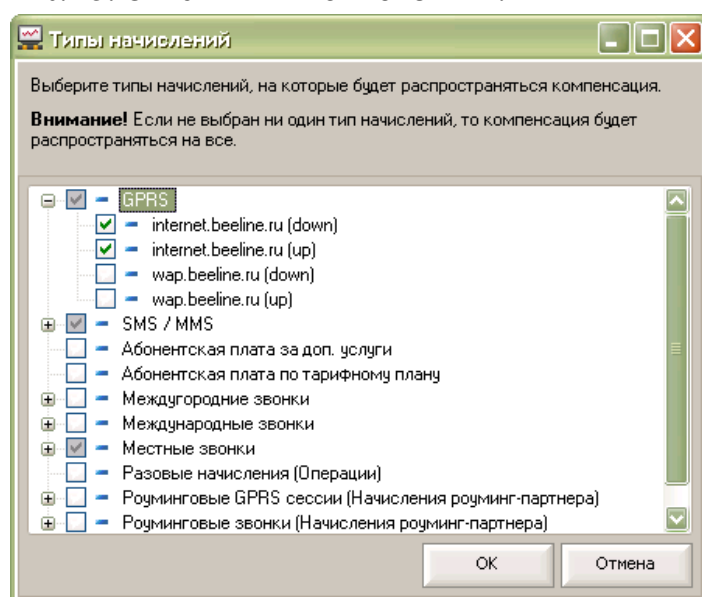 Типы начислений
Выберите типы начислений, на которые будет распространяться компенсация.
Внимание! Если не выбран ни один тип начислений, то компенсация будет
распространяться на все.
GPRS
internet.beeline.ru (down)
internet.beeline.ru (up)
wap.beeline.ru (down)
wap.beeline.ru (up)
SMS / MMS
Абонентская плата за доп. услуги
Абонентская плата по тарифному плану
Междугородние звонки
Международные звонки
Местные звонки
Разовые начисления (Операции)
Роуминговые GPRS сессии (Начисления роуминг-партнера)
Роуминговые звонки (Начисления роуминг-партнера)
OK Отмена